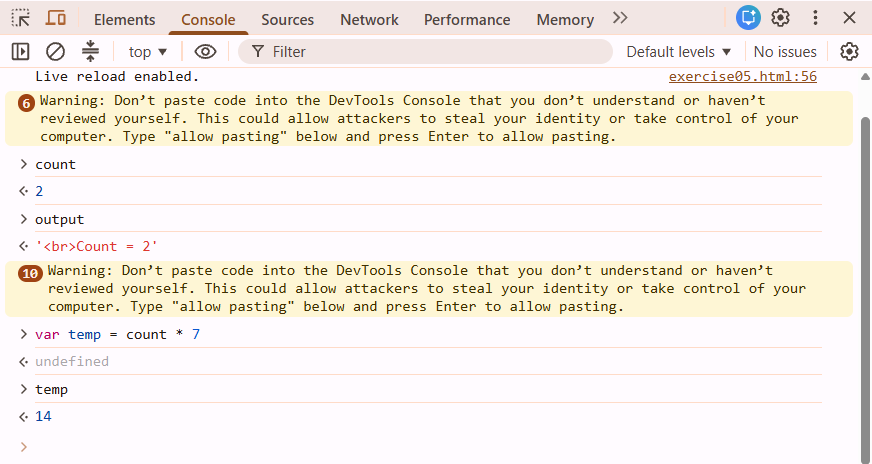 Elements Console Sources Network Performance Memory
top Filter Default levels No issues
Live reload enabled. exercise05.html:56
6 Warning: Don’t paste code into the DevTools Console that you don’t understand or haven’t
reviewed yourself. This could allow attackers to steal your identity or take control of your
computer. Type "allow pasting" below and press Enter to allow pasting.
> count
2
> output
'<br>Count = 2'
10 Warning: Don’t paste code into the DevTools Console that you don’t understand or haven’t
reviewed yourself. This could allow attackers to steal your identity or take control of your
computer. Type "allow pasting" below and press Enter to allow pasting.
> var temp = count * 7
undefined
> temp
14
>